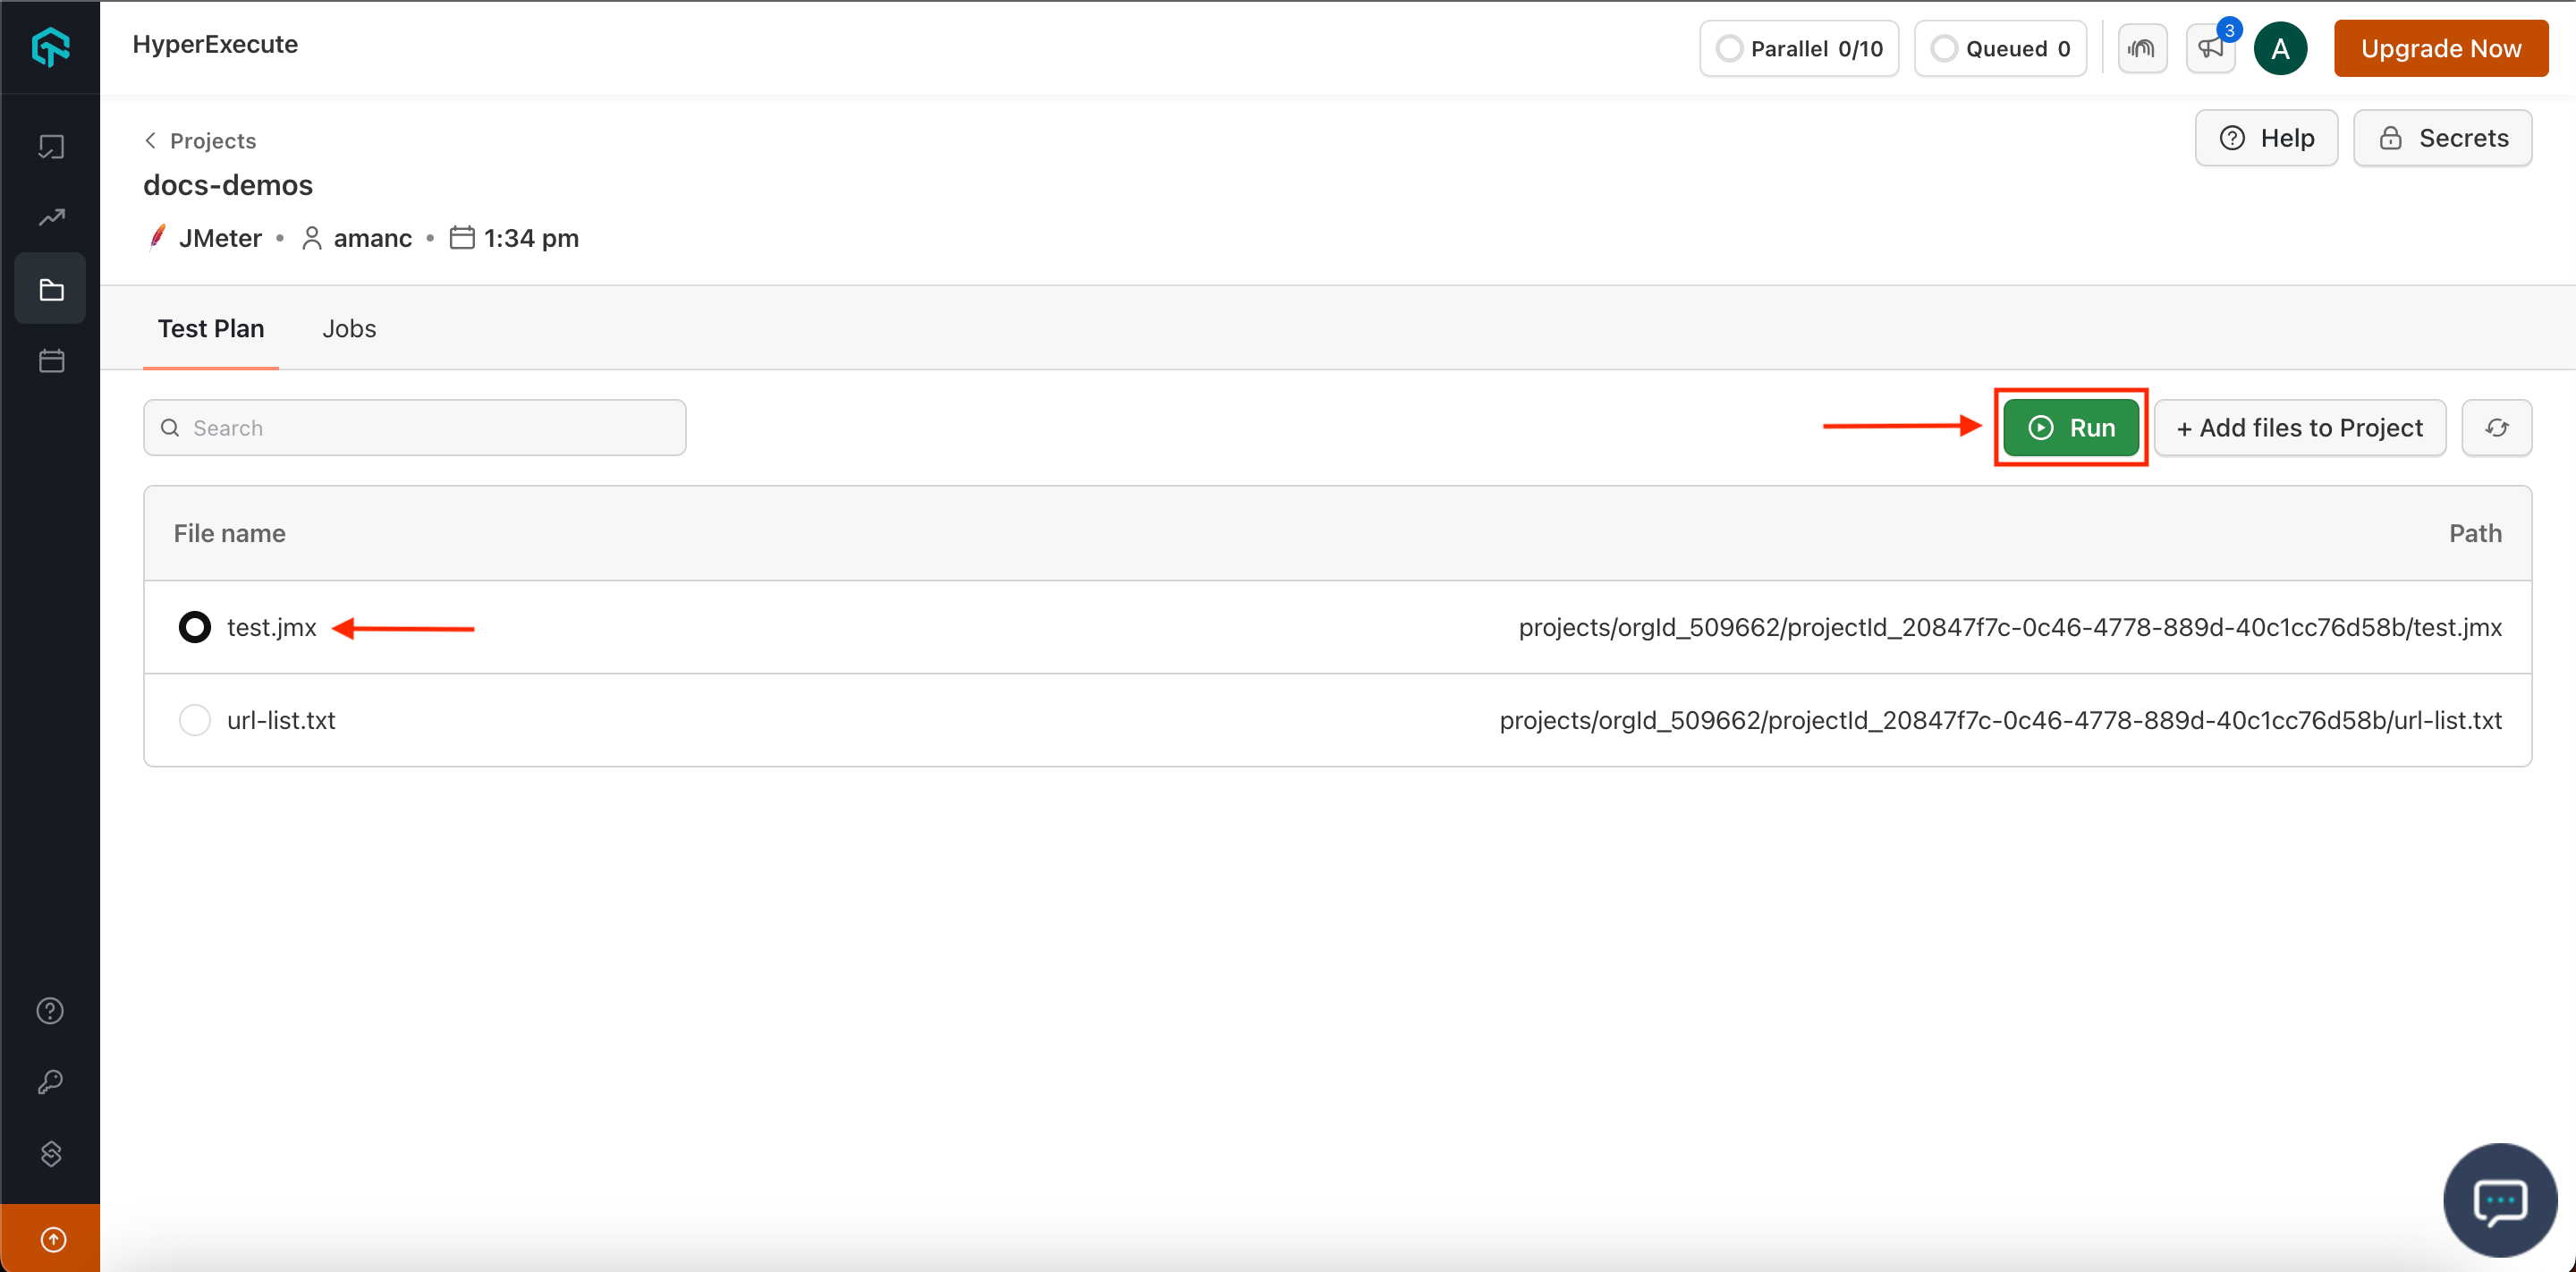 HyperExecute
Parallel 0/10
Queued 0
3
A
Upgrade Now
Projects
Help
Secrets
docs-demos
JMeter • amanc • 1:34 pm
Test Plan
Jobs
Search
Run
+ Add files to Project
File name
Path
test.jmx
projects/orgId_509662/projectId_20847f7c-0c46-4778-889d-40c1cc76d58b/test.jmx
url-list.txt
projects/orgId_509662/projectId_20847f7c-0c46-4778-889d-40c1cc76d58b/url-list.txt